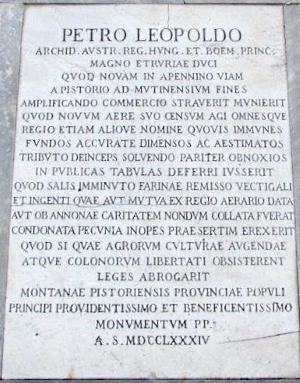 PETRO LEOPOLDO
ARCHID. AVSTR. REG. HVNG. ET. BOEM. PRINC.
MAGNO ETRVRIAE DVCI
QVOD NOVAM IN APENNINO VIAM
A PISTORIO AD MVTINENSIVM FINES
AMPLIFICANDO COMMERCIO STRAVERIT MVNIERIT
QVOD NOVVM AERE SVO CENSVM AGI OMNESQVE
REGIO ETIAM ALIOVE NOMINE QVOVIS IMMVNES
FVNDOS ACCVRATE DIMENSOS AC AESTIMATOS
TRIBVTO DEINCEPS SOLVENDO PARITER OBNOXIOS
IN PVBLICAS TABVLAS DEFERRI IVSSERIT
QVOD SALIS IMMINVTO FARINAE REMISSO VECTIGALI
ET INGENTI QVAE AVT MVTVA EX REGIO AERARIO DATA
AVT OB ANNONAE CARITATEM NONDVM COLLATA FVERAT
CONDONATA PECVNIA INOPES PRAESERTIM EREXERIT
QVOD SI QVAE AGRORVM CVLTVRAE AVGENDAE
ATQVE COLONORVM LIBERTATI OBSISTERENT
LEGES ABROGARIT
MONTANAE PISTORIENSIS PROVINCIAE POPVLI
PRINCIPI PROVIDENTISSIMO ET BENEFICENTISSIMO
MONVMENTVM PP.
A. S. MDCCLXXXIV